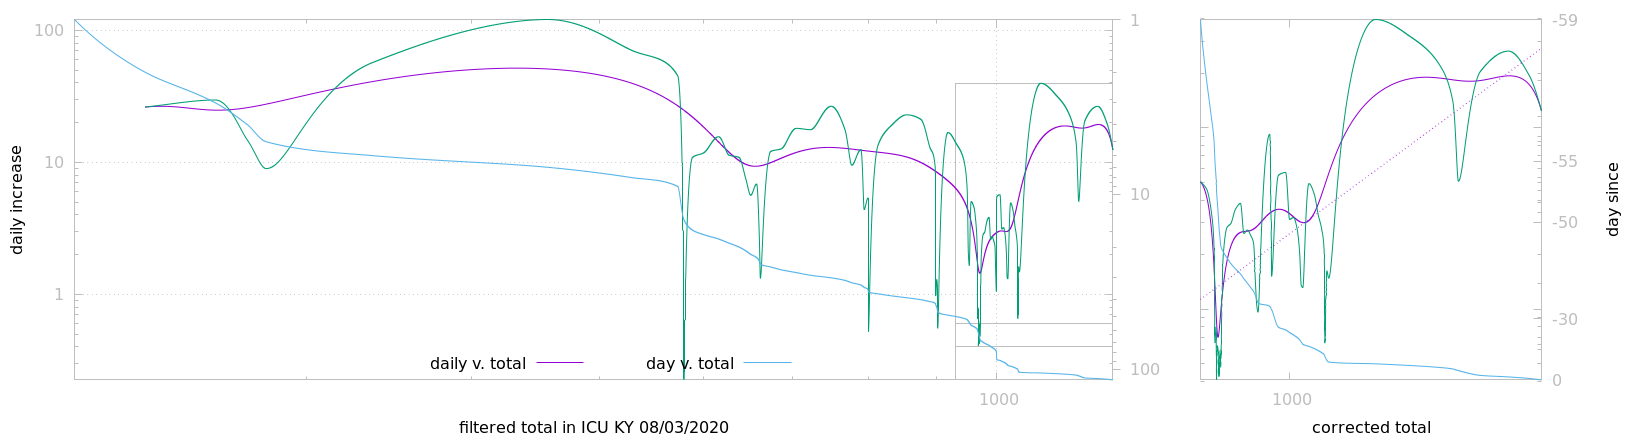 100
10
1
daily increase
daily v. total
day v. total
1
10
100
1000
filtered total in ICU KY 08/03/2020
-59
-55
-50
-30
0
day since
1000
corrected total